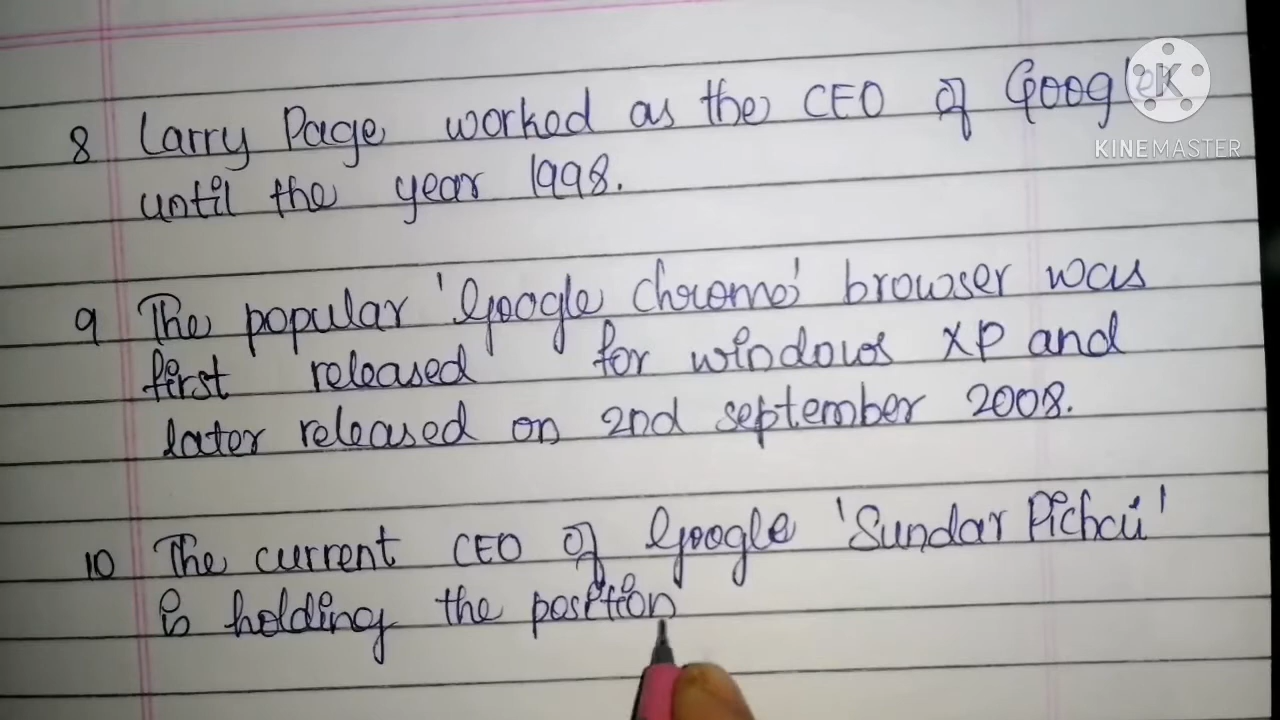 8 Larry Page worked as the CEO of Google
until the year 1998.
9 The popular 'Google Chrome' browser was
first released for windows XP and
later released on 2nd september 2008.
10 The current CEO of Google 'Sundar Pichai'
is holding the position
K
KINEMASTER